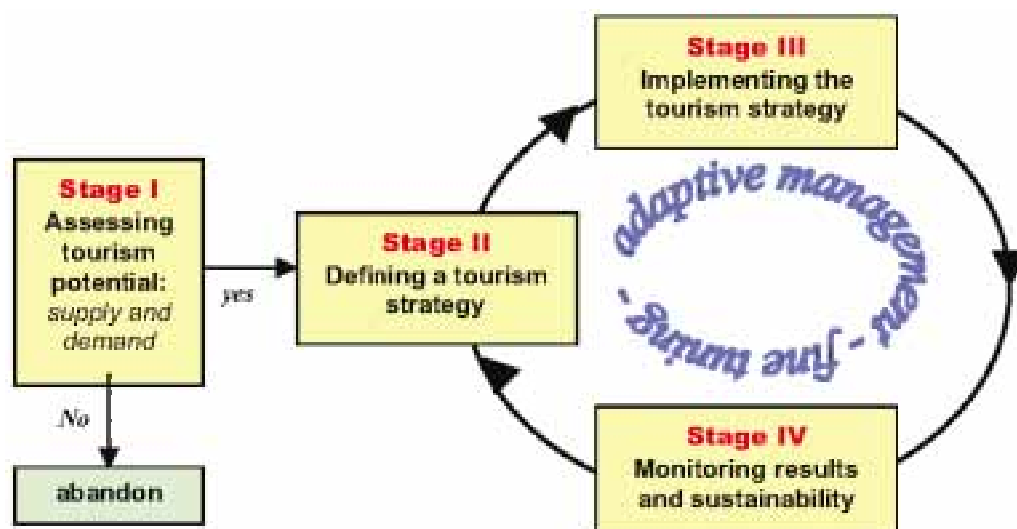 Stage I
Assessing
tourism
potential:
supply and
demand
yes
No
abandon
Stage II
Defining a tourism
strategy
Stage III
Implementing the
tourism strategy
adaptive management - fine tuning -
Stage IV
Monitoring results
and sustainability